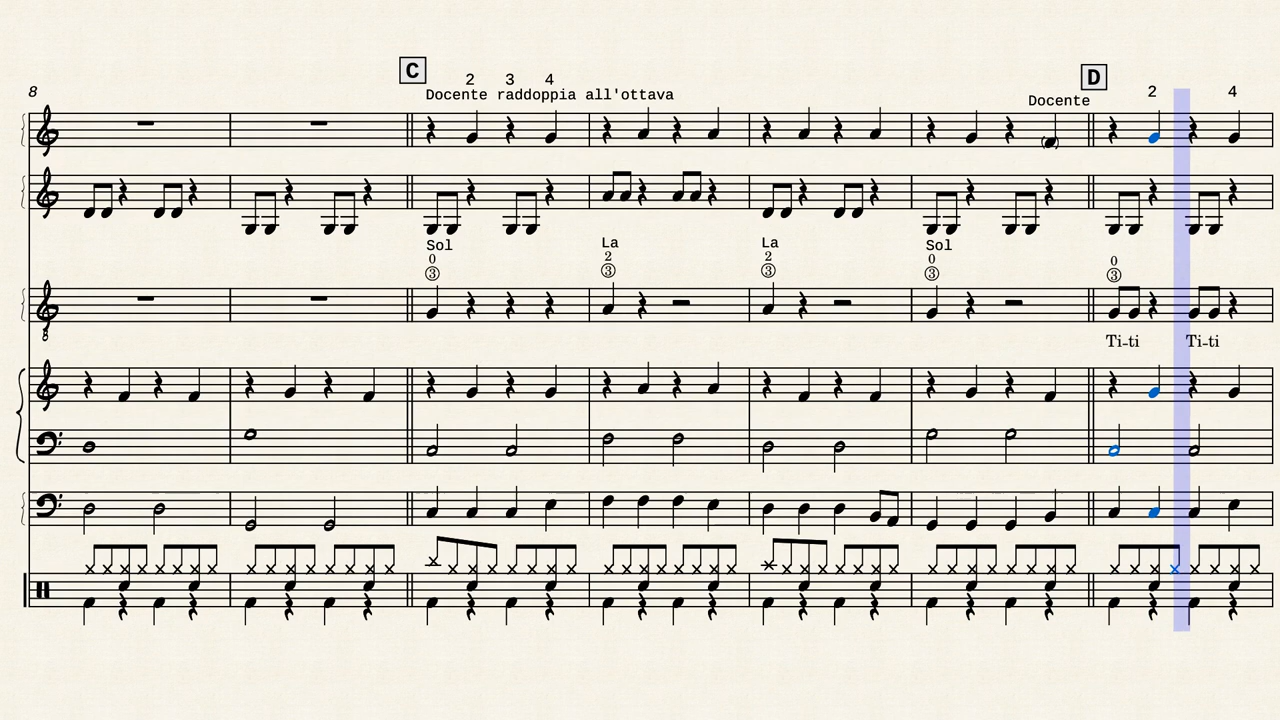 C
D
8
2 3 4
2 4
Docente raddoppia all'ottava
Docente
Sol La La Sol
0 2 2 0 0
3 3 3 3 3
8
Ti-ti Ti-ti